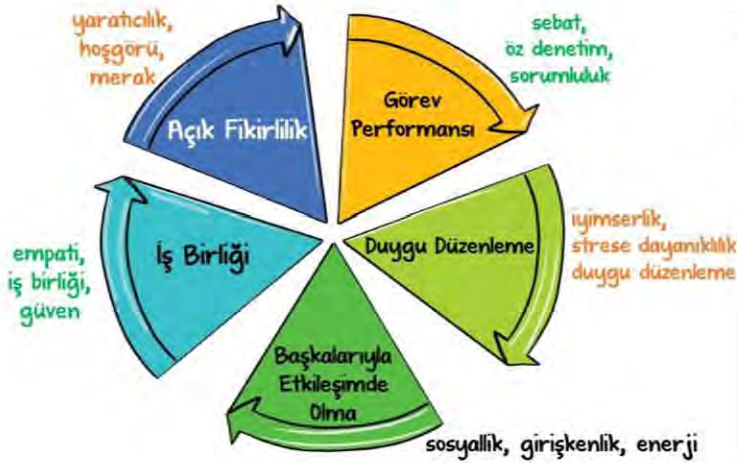 yaratıcılık,
hoşgörü,
merak
Açık Fikirlilik
sebat,
öz denetim,
sorumluluk
Görev
Performansı
iyimserlik,
strese dayanıklılık
duygu düzenleme
Duygu Düzenleme
Başkalarıyla
Etkileşimde
Olma
sosyallik, girişkenlik, enerji
empati,
iş birliği,
güven
İş Birliği